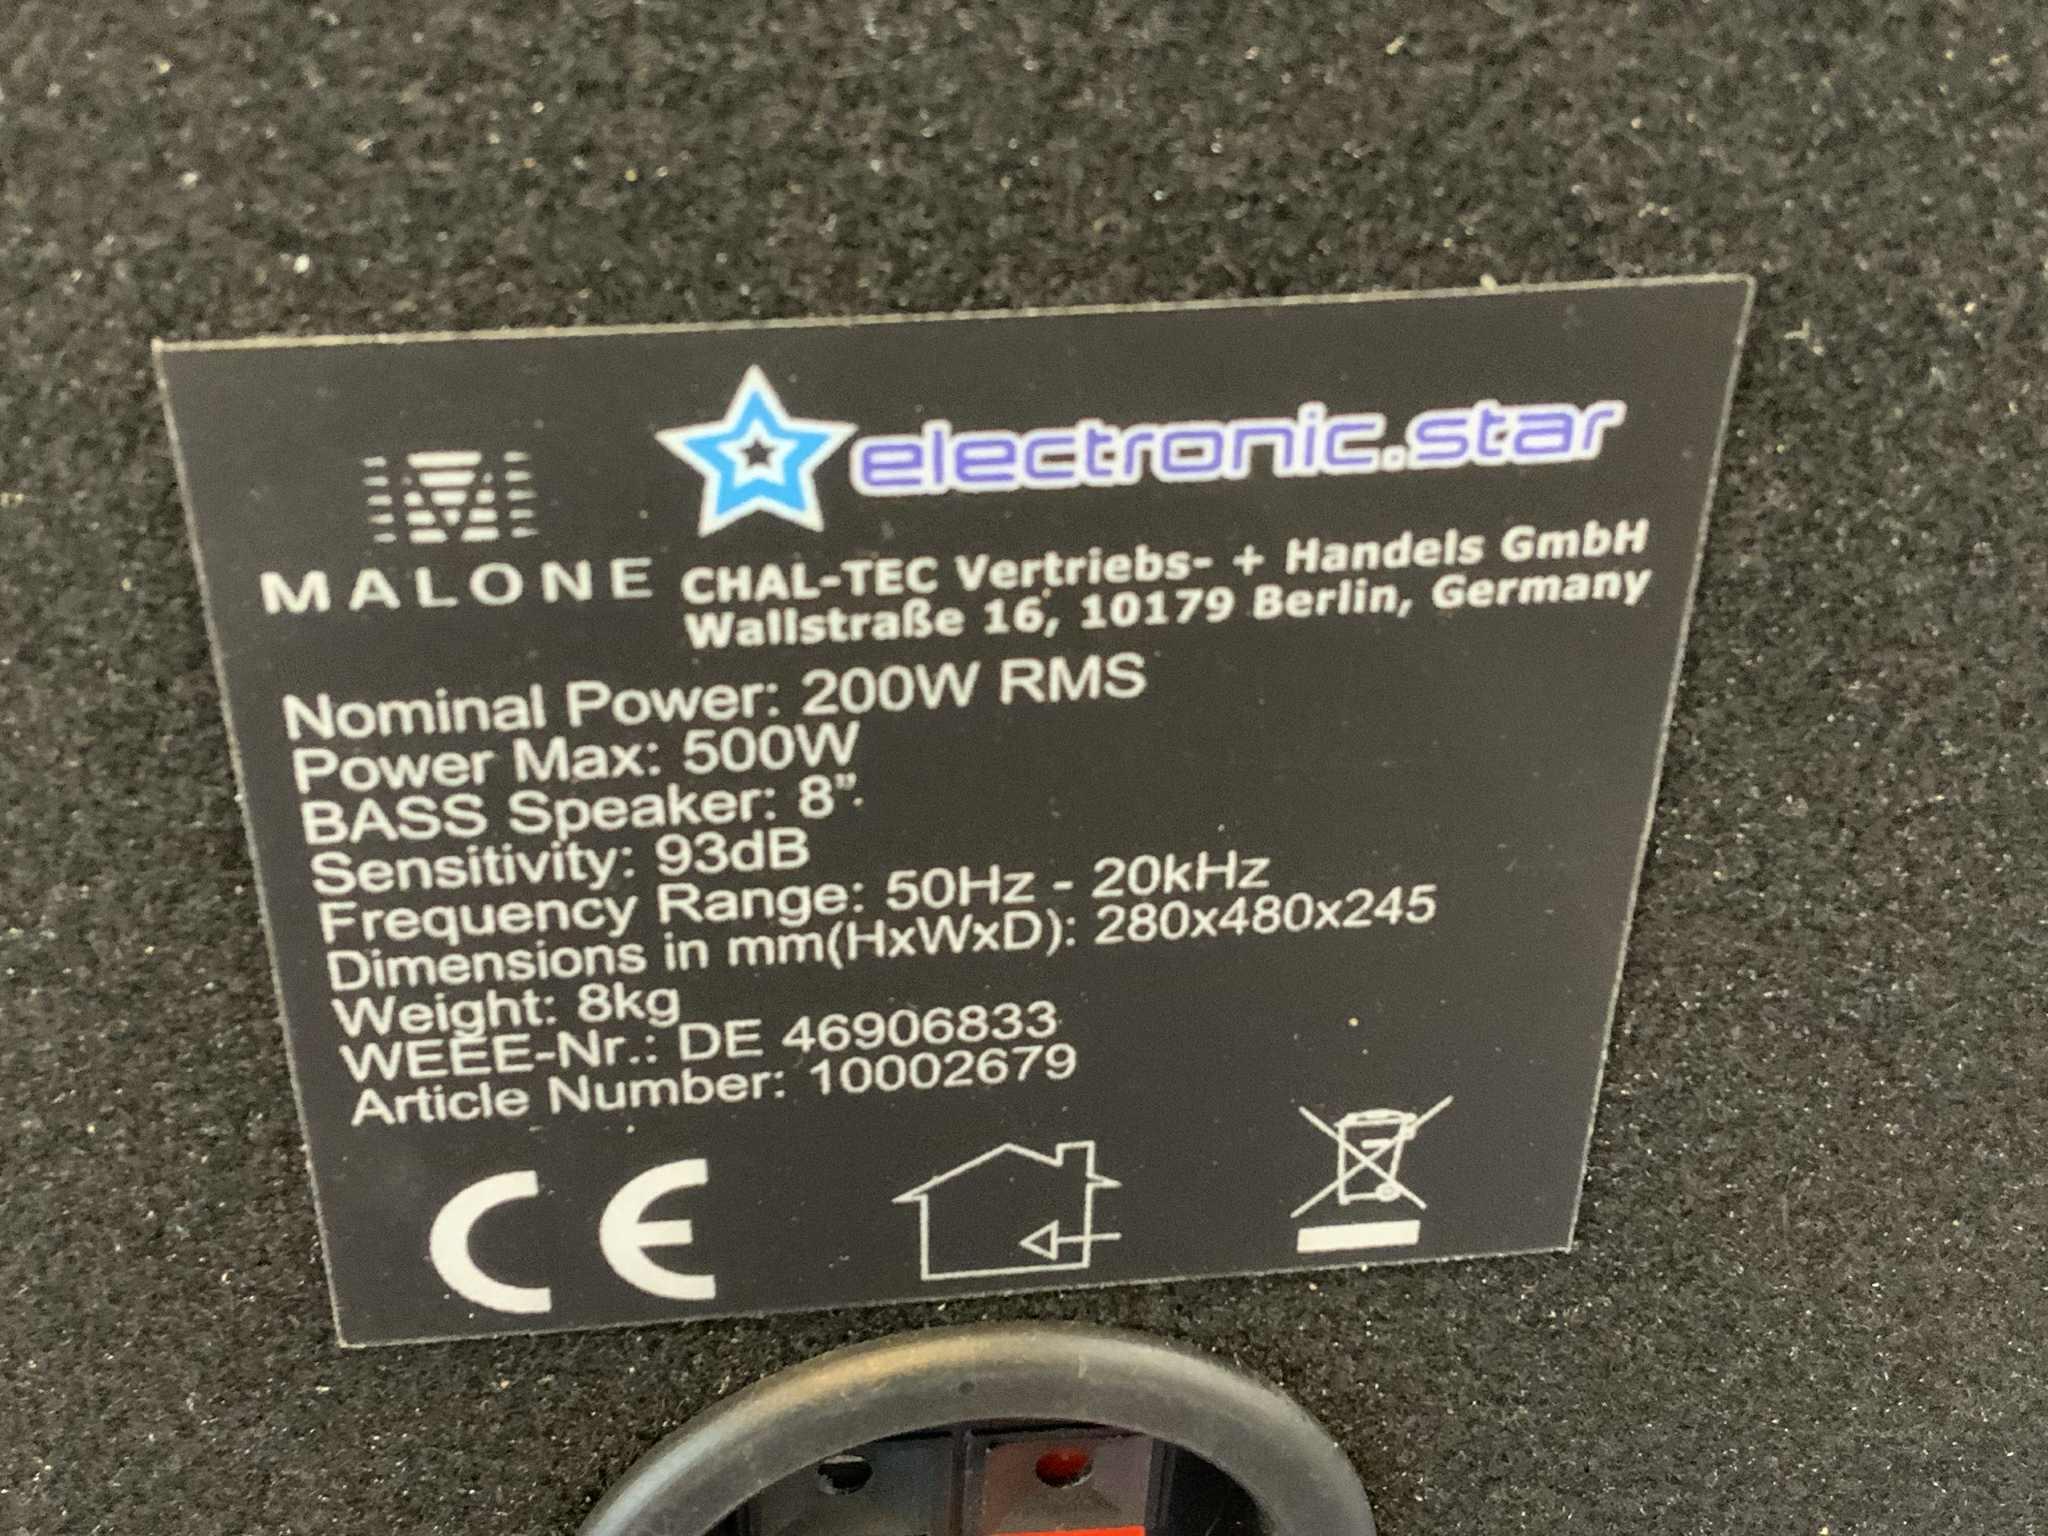 electronic.star
MALONE
CHAL-TEC Vertriebs- + Handels GmbH
Wallstraße 16, 10179 Berlin, Germany
Nominal Power: 200W RMS
Power Max: 500W
BASS Speaker: 8”
Sensitivity: 93dB
Frequency Range: 50Hz - 20kHz
Dimensions in mm(HxWxD): 280x480x245
Weight: 8kg
WEEE-Nr.: DE 46906833
Article Number: 10002679
CE